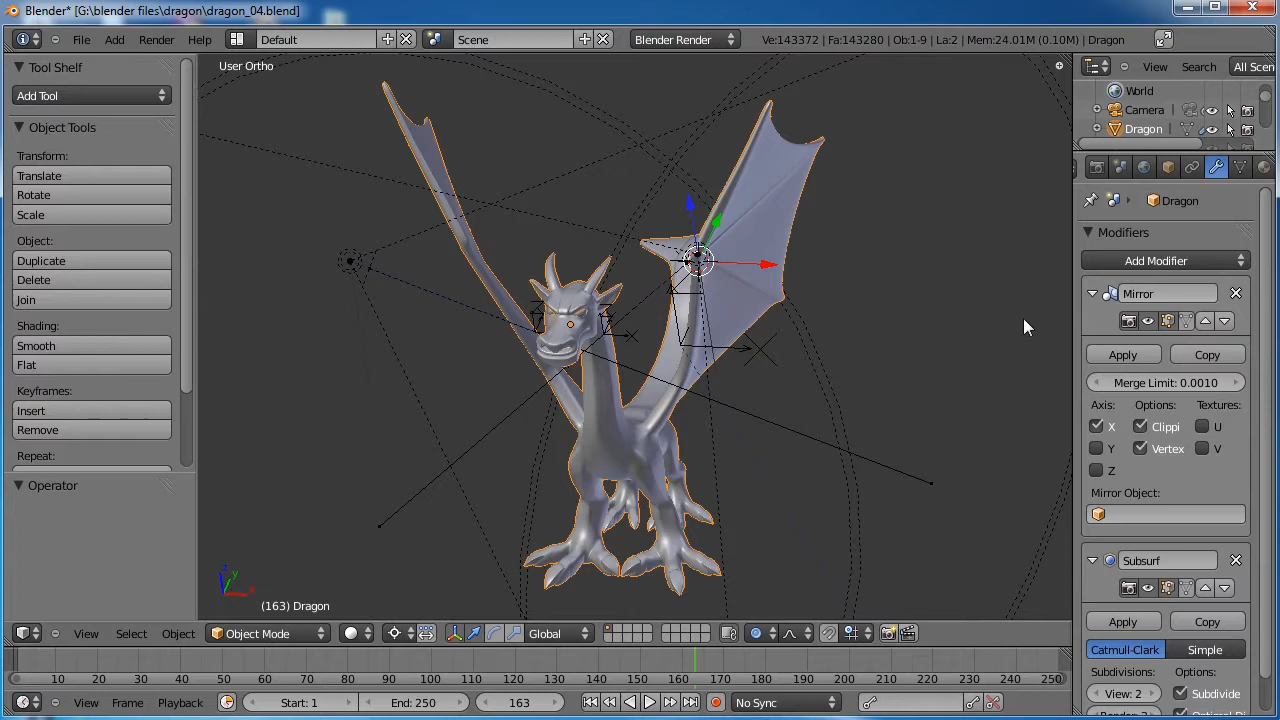 Blender* [G:\blender files\dragon\dragon_04.blend]
File Add Render Help Default Scene Blender Render Ve:143372 | Fa:143280 | Ob:1-9 | La:2 | Mem:24.01M (0.10M) | Dragon
Tool Shelf
Add Tool
Object Tools
Transform:
Translate
Rotate
Scale
Object:
Duplicate
Delete
Join
Shading:
Smooth
Flat
Keyframes:
Insert
Remove
Repeat:
Operator
User Ortho
z
y
x
(163) Dragon
View Search All Scen
World
Camera
Dragon
Dragon
Modifiers
Add Modifier
Mirror
Apply Copy
Merge Limit: 0.0010
Axis: Options: Textures:
X Clippi U
Y Vertex V
Z
Mirror Object:
Subsurf
Apply Copy
Catmull-Clark Simple
Subdivisions: Options:
View: 2 Subdivide
View Select Object Object Mode Global
10 20 30 40 50 60 70 80 90 100 110 120 130 140 150 160 170 180 190 200 210 220 230 240 250
View Frame Playback Start: 1 End: 250 163 No Sync